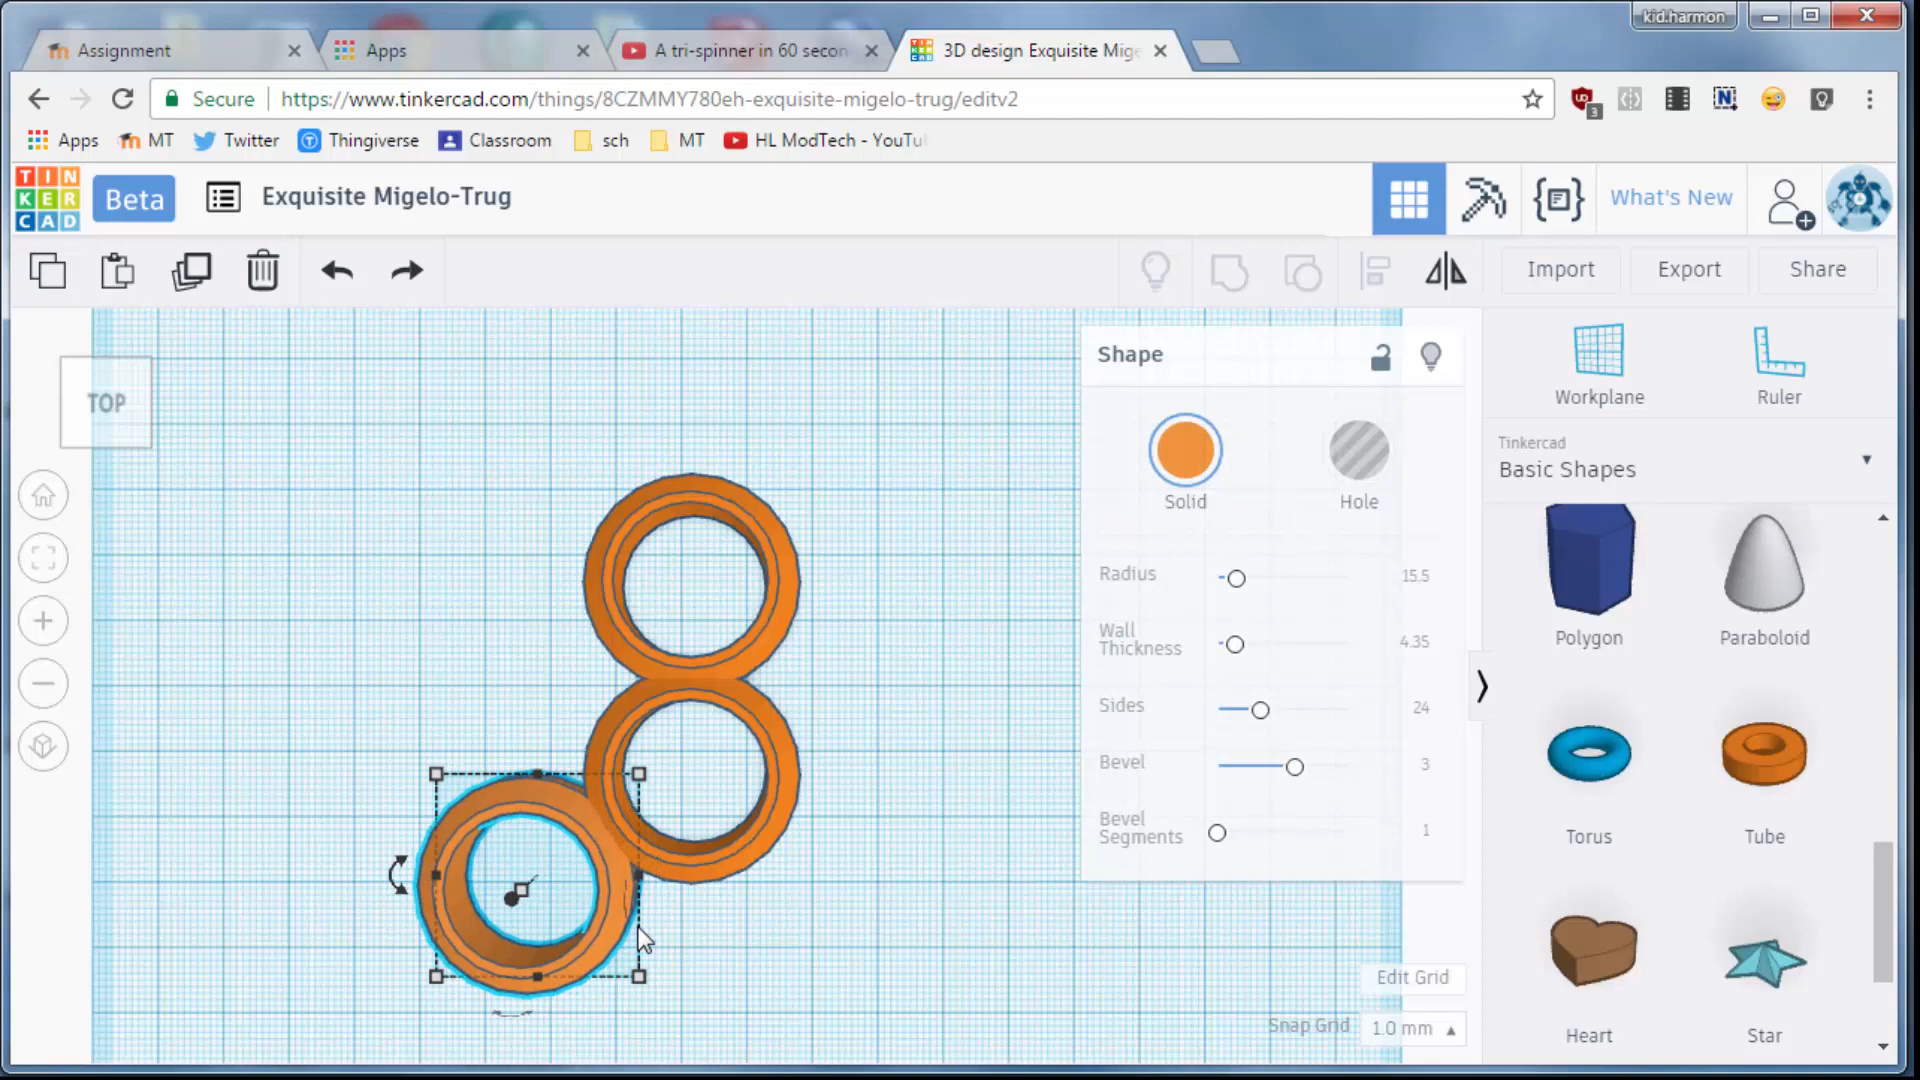 kid.harmon
Assignment
Apps
A tri-spinner in 60 secon
3D design Exquisite Mige
Secure
https://www.tinkercad.com/things/8CZMMY780eh-exquisite-migelo-trug/editv2
3
Apps
MT
Twitter
Thingiverse
Classroom
sch
MT
HL ModTech - YouTu
TIN
KER
CAD
Beta
Exquisite Migelo-Trug
What's New
Import
Export
Share
TOP
Shape
Solid
Hole
Radius
15.5
Wall
Thickness
4.35
Sides
24
Bevel
3
Bevel
Segments
1
Edit Grid
Snap Grid
1.0 mm
Workplane
Ruler
Tinkercad
Basic Shapes
Polygon
Paraboloid
Torus
Tube
Heart
Star